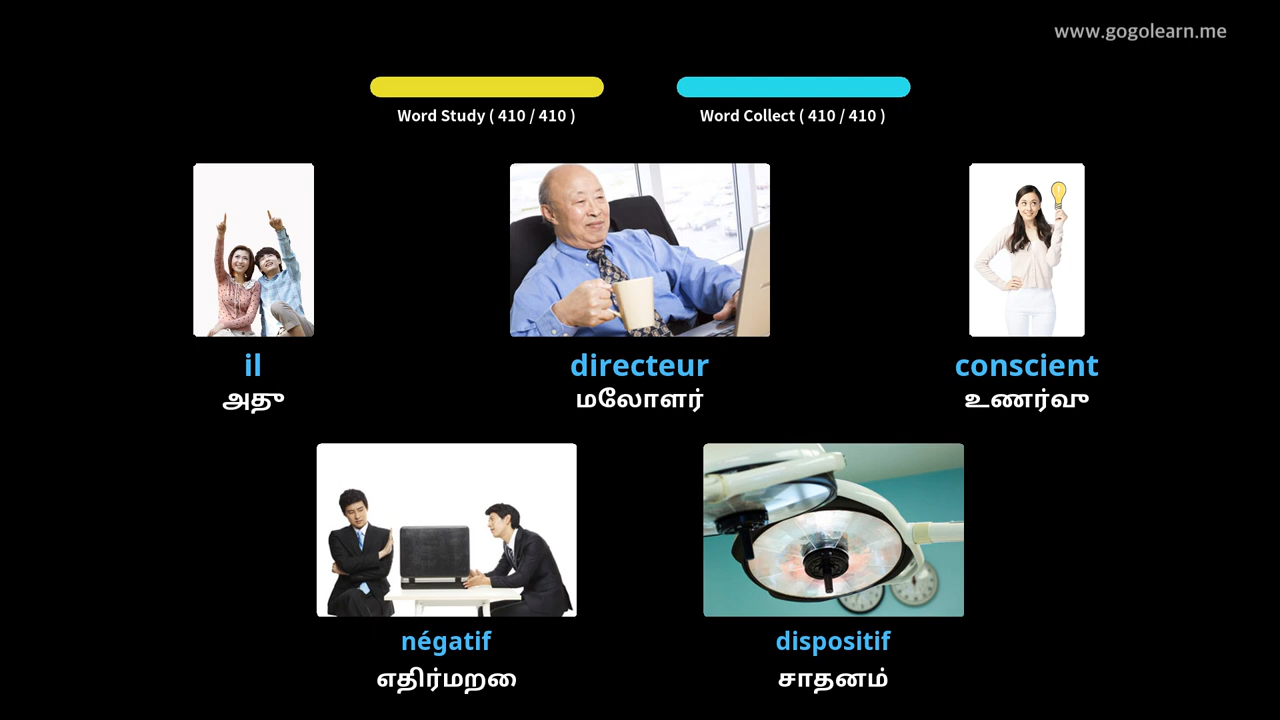 www.gogolearn.me
Word Study ( 410 / 410 )
Word Collect ( 410 / 410 )
il
அது
directeur
மேலாளர்
conscient
உணர்வு
négatif
எதிர்மறை
dispositif
சாதனம்